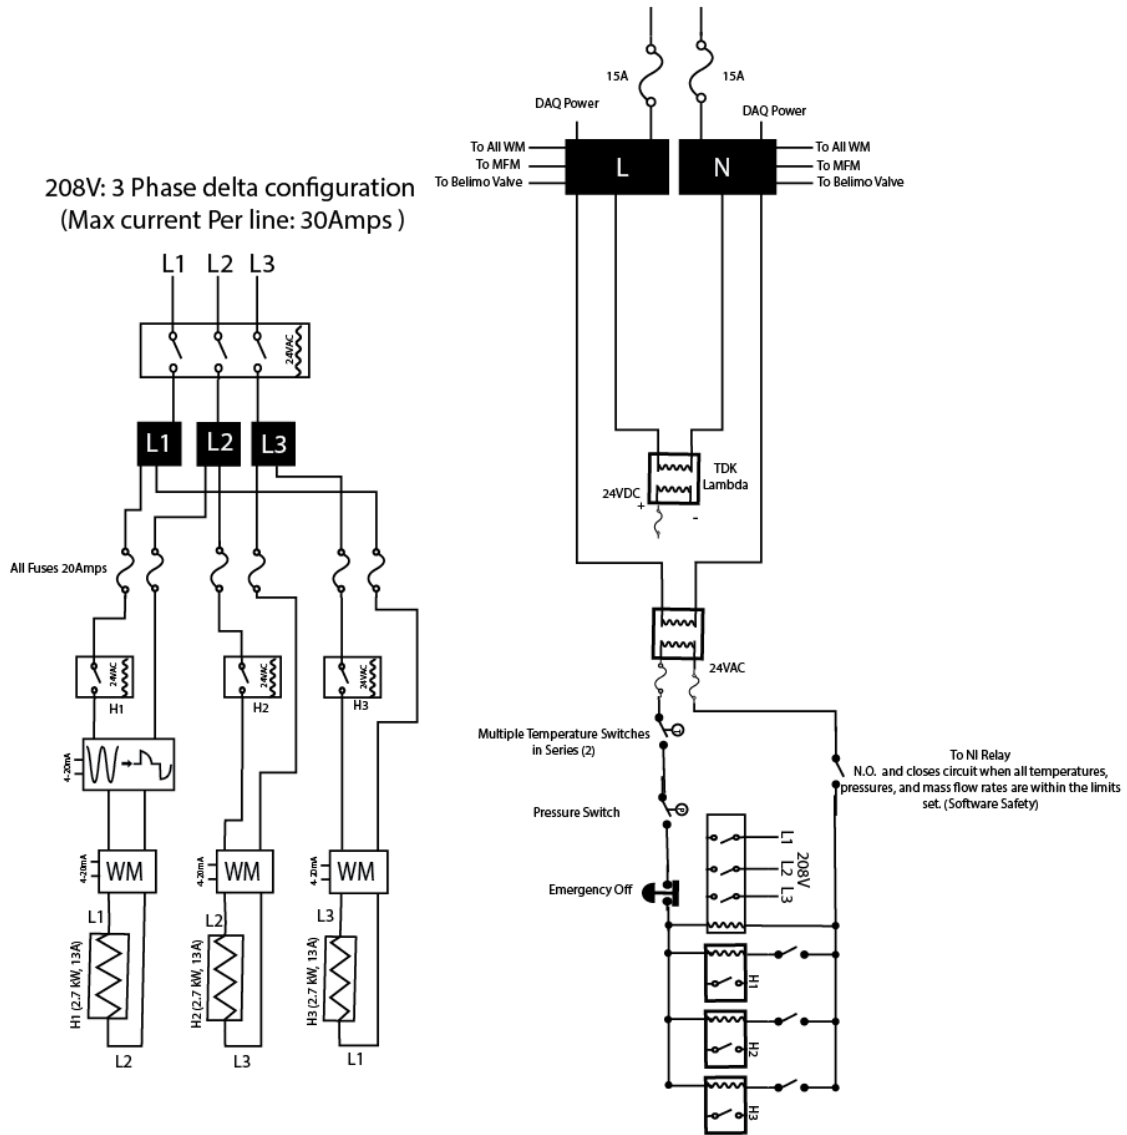 15A
15A
DAQ Power
DAQ Power
To All WM
To MFM
To Belimo Valve
L
N
To All WM
To MFM
To Belimo Valve
208V: 3 Phase delta configuration
(Max current Per line: 30Amps )
L1
L2
L3
24VAC
L1
L2
L3
TDK
Lambda
24VDC
+
-
All Fuses 20Amps
24VAC
H1
24VAC
H2
24VAC
H3
24VAC
4-20mA
Multiple Temperature Switches
in Series (2)
T
To NI Relay
N.O. and closes circuit when all temperatures,
pressures, and mass flow rates are within the limits
set. (Software Safety)
Pressure Switch
P
4-20mA
WM
4-20mA
WM
4-20mA
WM
Emergency Off
L1
L2
L3
208V
L1
H1 (2.7 kW, 13A)
L2
L2
H2 (2.7 kW, 13A)
L3
L3
H3 (2.7 kW, 13A)
L1
H1
H2
H3